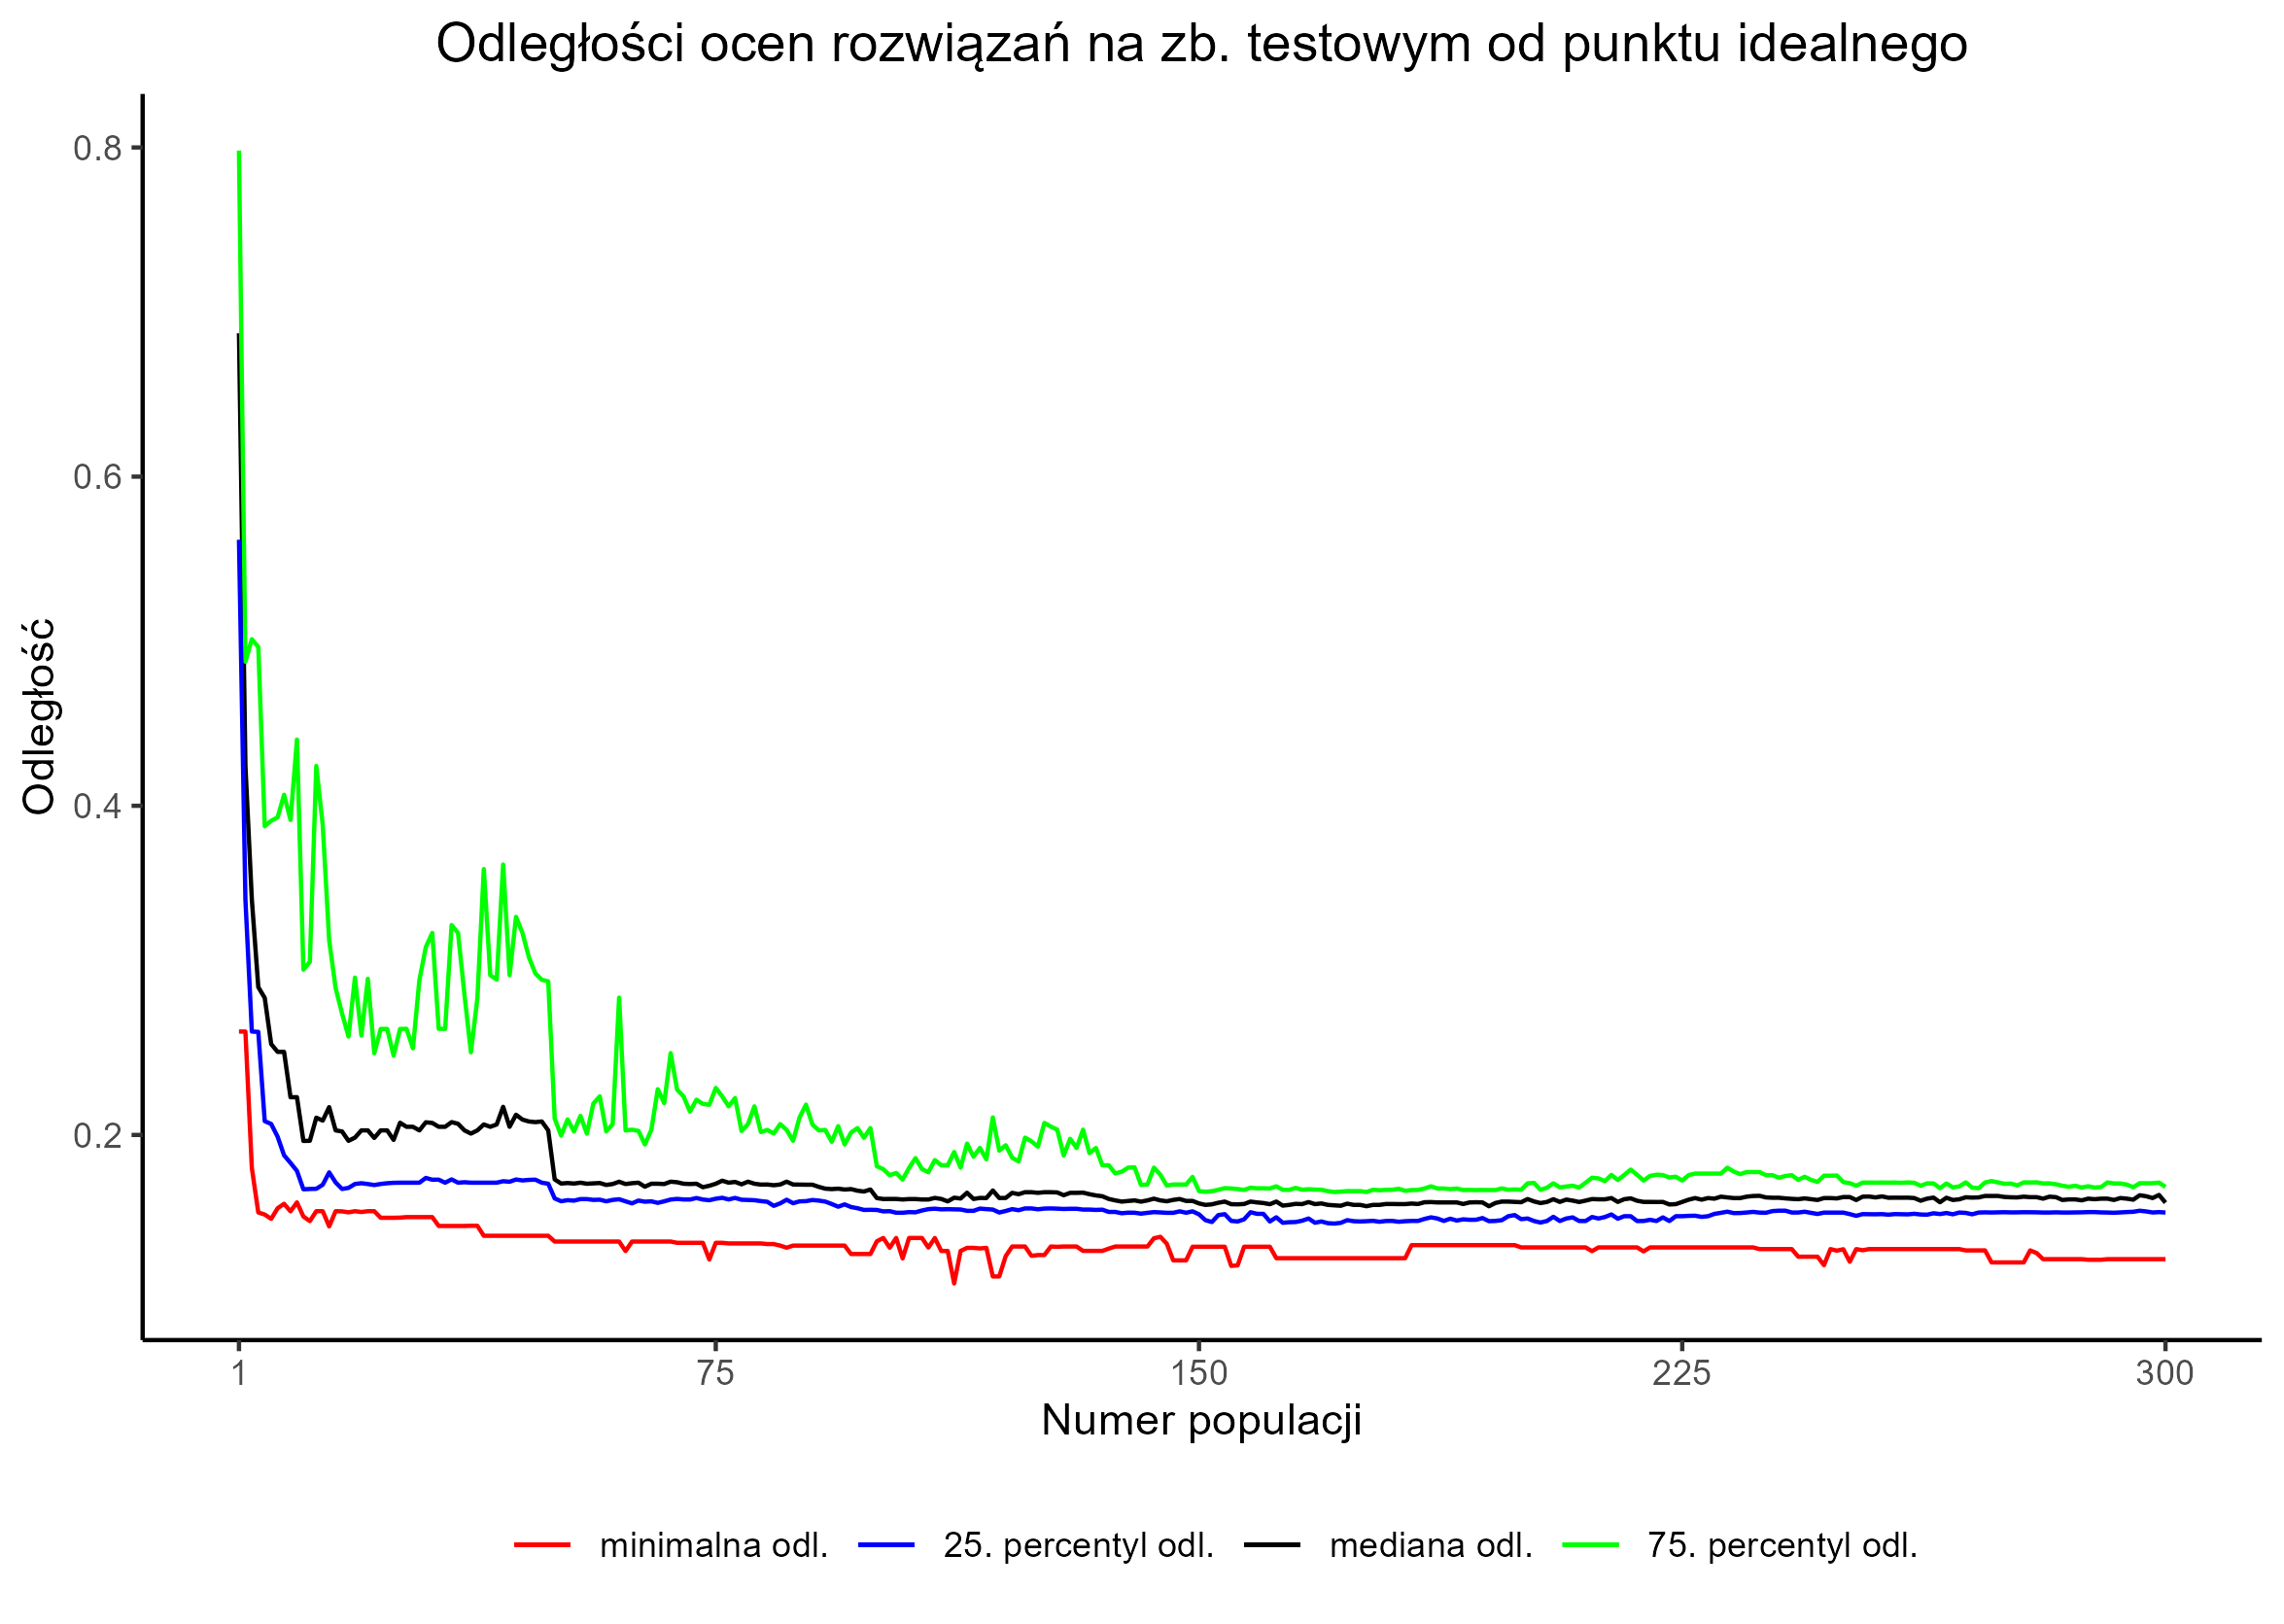 Odległości ocen rozwiązań na zb. testowym od punktu idealnego
Odległość
0.8
0.6
0.4
0.2
1 75 150 225 300
Numer populacji
minimalna odl. 25. percentyl odl. mediana odl. 75. percentyl odl.